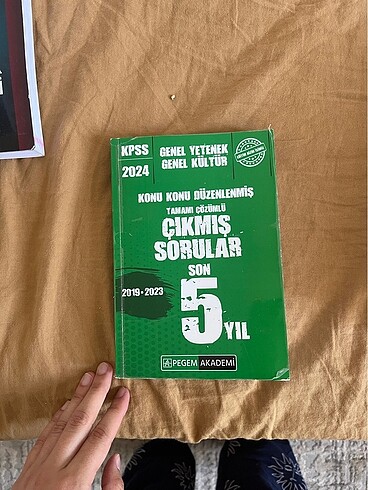 KPSS
2024
GENEL YETENEK
GENEL KÜLTÜR
KONU KONU DÜZENLENMİŞ
TAMAMI ÇÖZÜMLÜ
ÇIKMIŞ
SORULAR
SON
2019 • 2023
5 YIL
PEGEM AKADEMİ